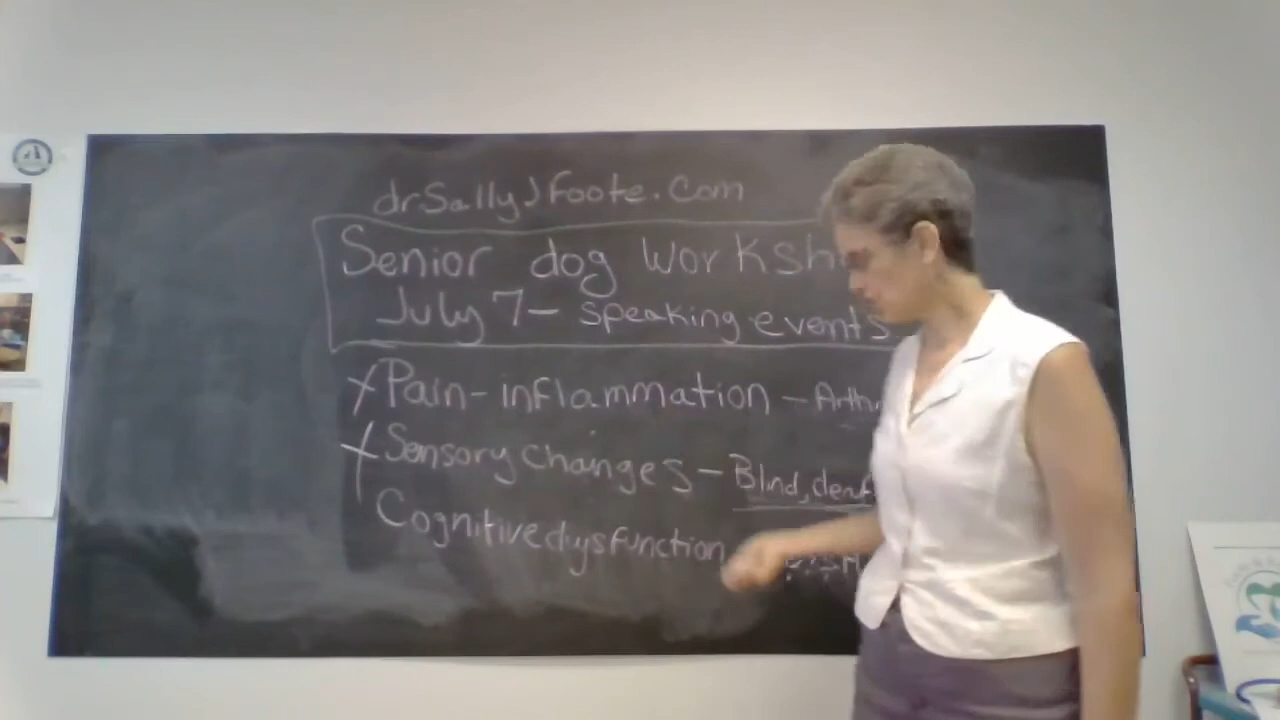 drSallyJFoote.com
Senior dog worksh
July 7 - speaking events
Pain - inflammation - Arth
Sensory changes - Blind, deaf
Cognitive dysfunction